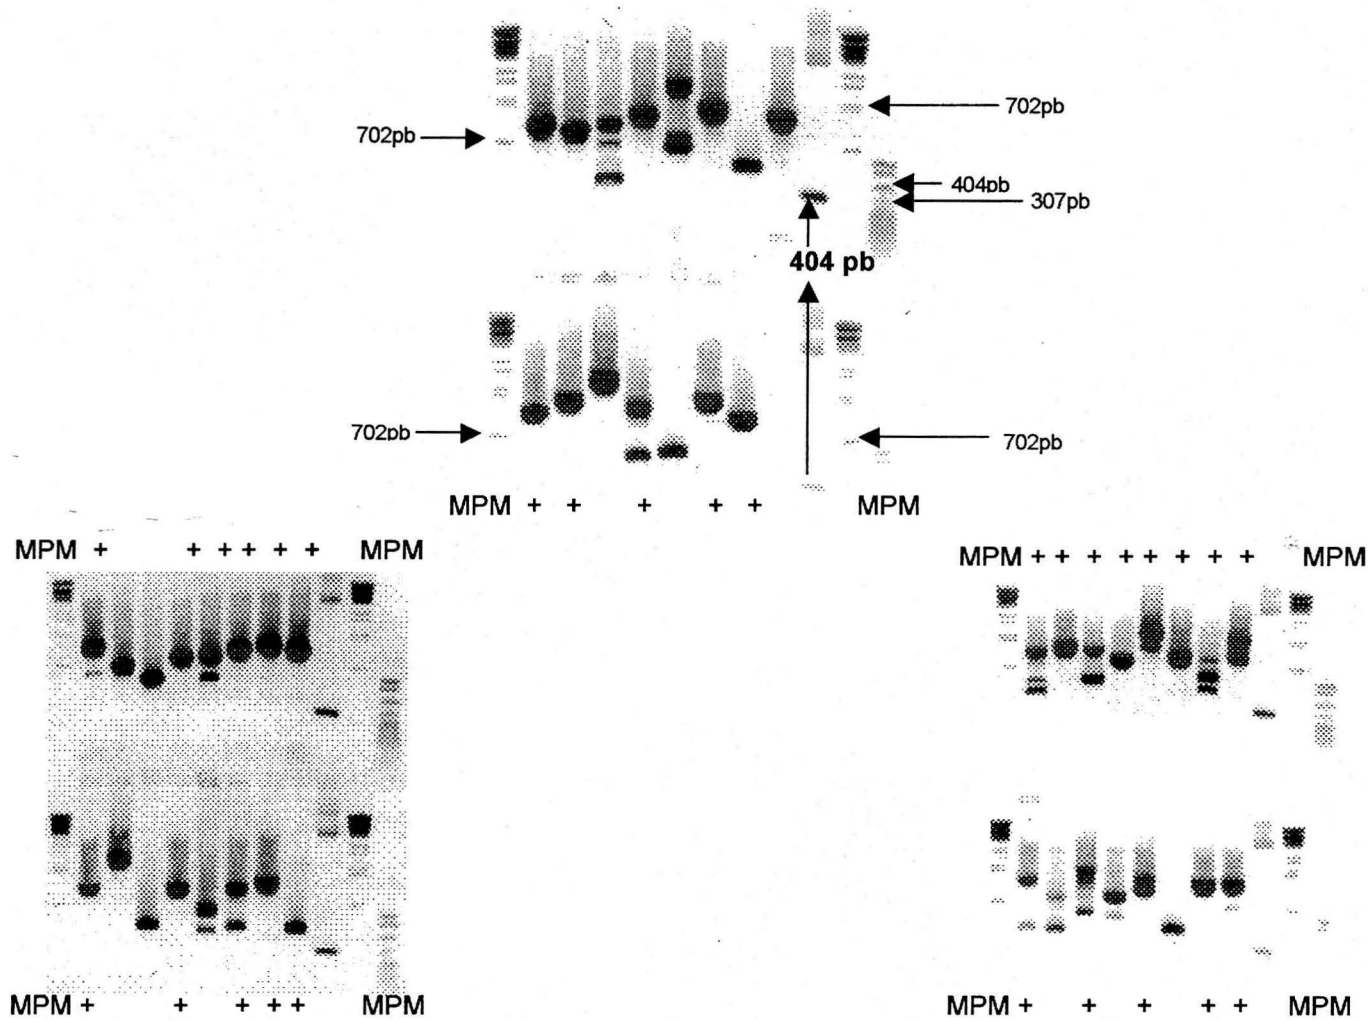 702pb
702pb
404pb
307pb
404 pb
702pb
702pb
MPM + + + + + MPM
MPM + + + + + + MPM
MPM + + + + + + + + MPM
MPM + + + + + MPM
MPM + + + + + MPM